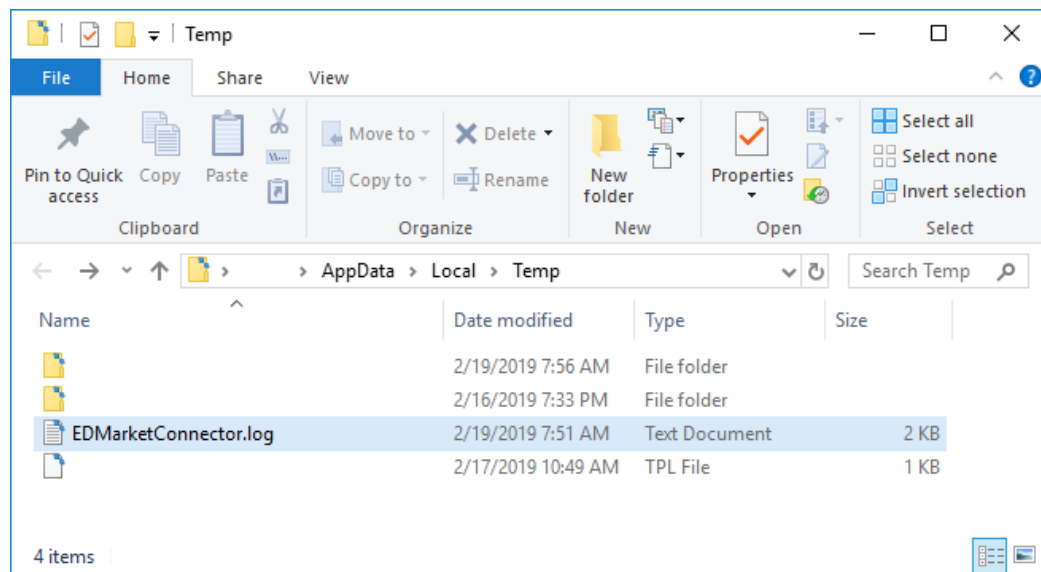 Temp
File Home Share View
Pin to Quick access
Copy
Paste
Clipboard
Move to
Copy to
Delete
Rename
Organize
New folder
New
Properties
Open
Select all
Select none
Invert selection
Select
AppData > Local > Temp
Search Temp
Name Date modified Type Size
2/19/2019 7:56 AM File folder
2/16/2019 7:33 PM File folder
EDMarketConnector.log 2/19/2019 7:51 AM Text Document 2 KB
2/17/2019 10:49 AM TPL File 1 KB
4 items